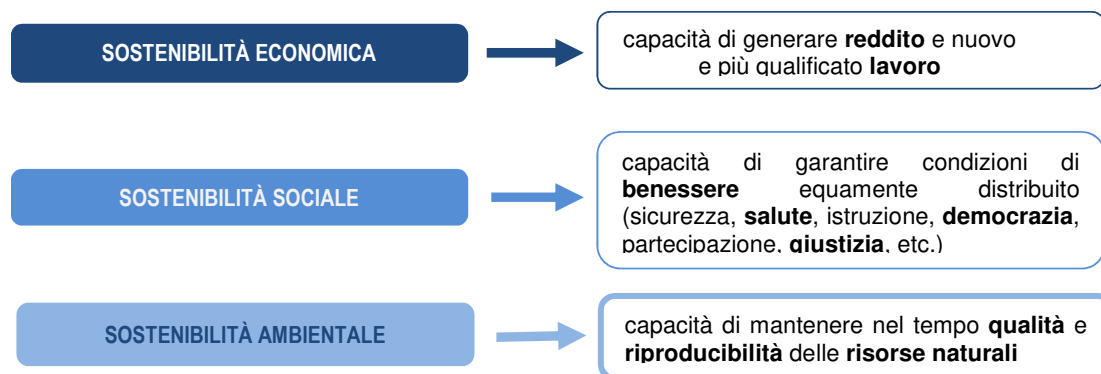 SOSTENIBILITÀ ECONOMICA
capacità di generare reddito e nuovo
e più qualificato lavoro
SOSTENIBILITÀ SOCIALE
capacità di garantire condizioni di
benessere equamente distribuito
(sicurezza, salute, istruzione, democrazia,
partecipazione, giustizia, etc.)
SOSTENIBILITÀ AMBIENTALE
capacità di mantenere nel tempo qualità e
riproducibilità delle risorse naturali